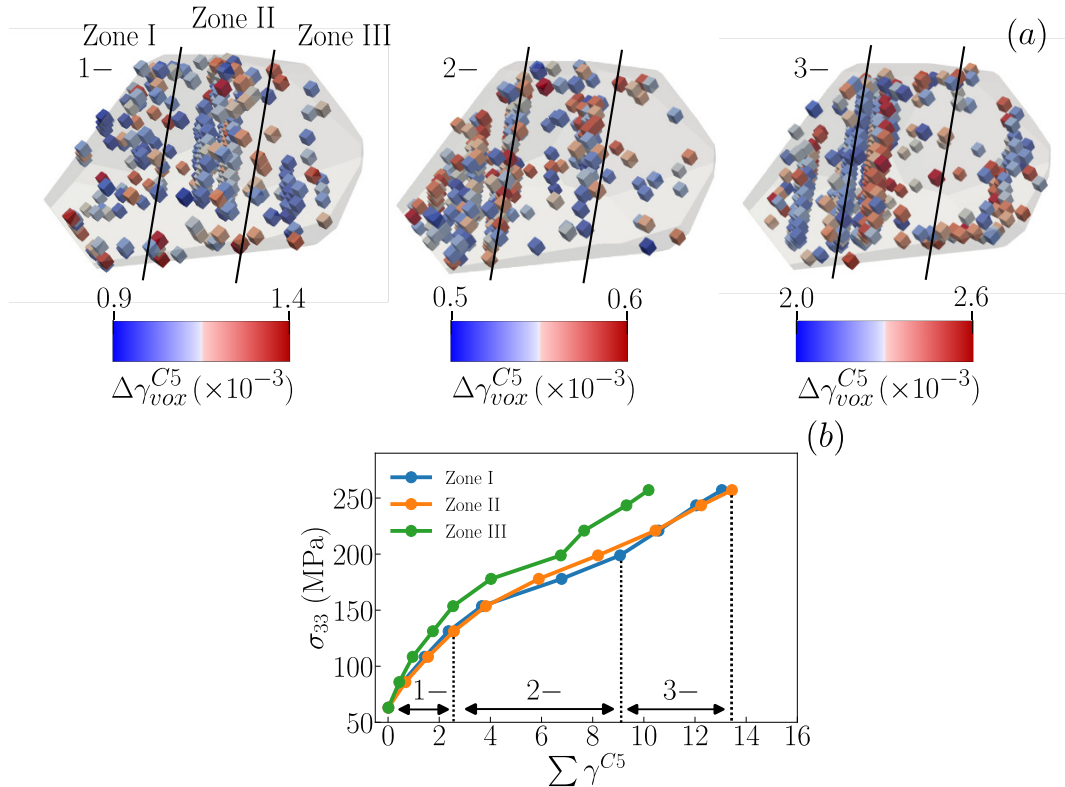 Zone I Zone II Zone III (a)
1− 2− 3−
0.9 1.4 0.5 0.6 2.0 2.6
Δγ_{vox}^{C5} (×10^{−3}) Δγ_{vox}^{C5} (×10^{−3}) Δγ_{vox}^{C5} (×10^{−3})
(b)
Zone I
Zone II
Zone III
250
200
150
100
50
σ_{33} (MPa)
1− 2− 3−
0 2 4 6 8 10 12 14 16
∑ γ^{C5}